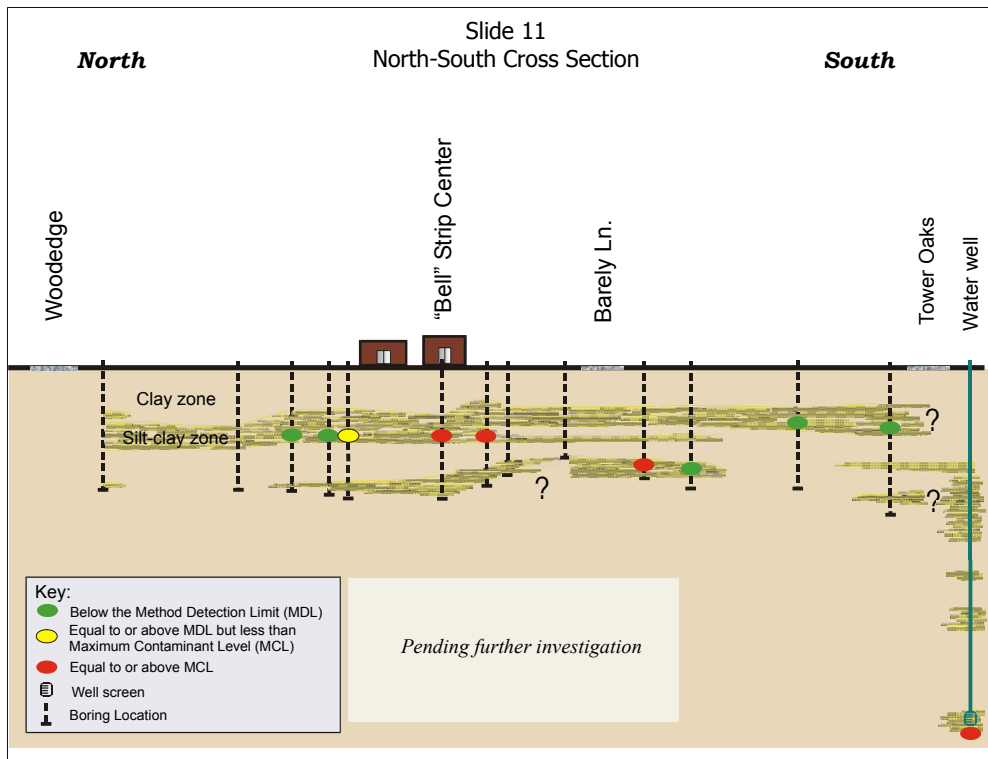 Slide 11
North-South Cross Section
North
South
Woodedge
"Bell" Strip Center
Barely Ln.
Tower Oaks
Water well
Clay zone
Silt-clay zone
?
?
?
Key:
Below the Method Detection Limit (MDL)
Equal to or above MDL but less than
Maximum Contaminant Level (MCL)
Equal to or above MCL
Well screen
Boring Location
Pending further investigation